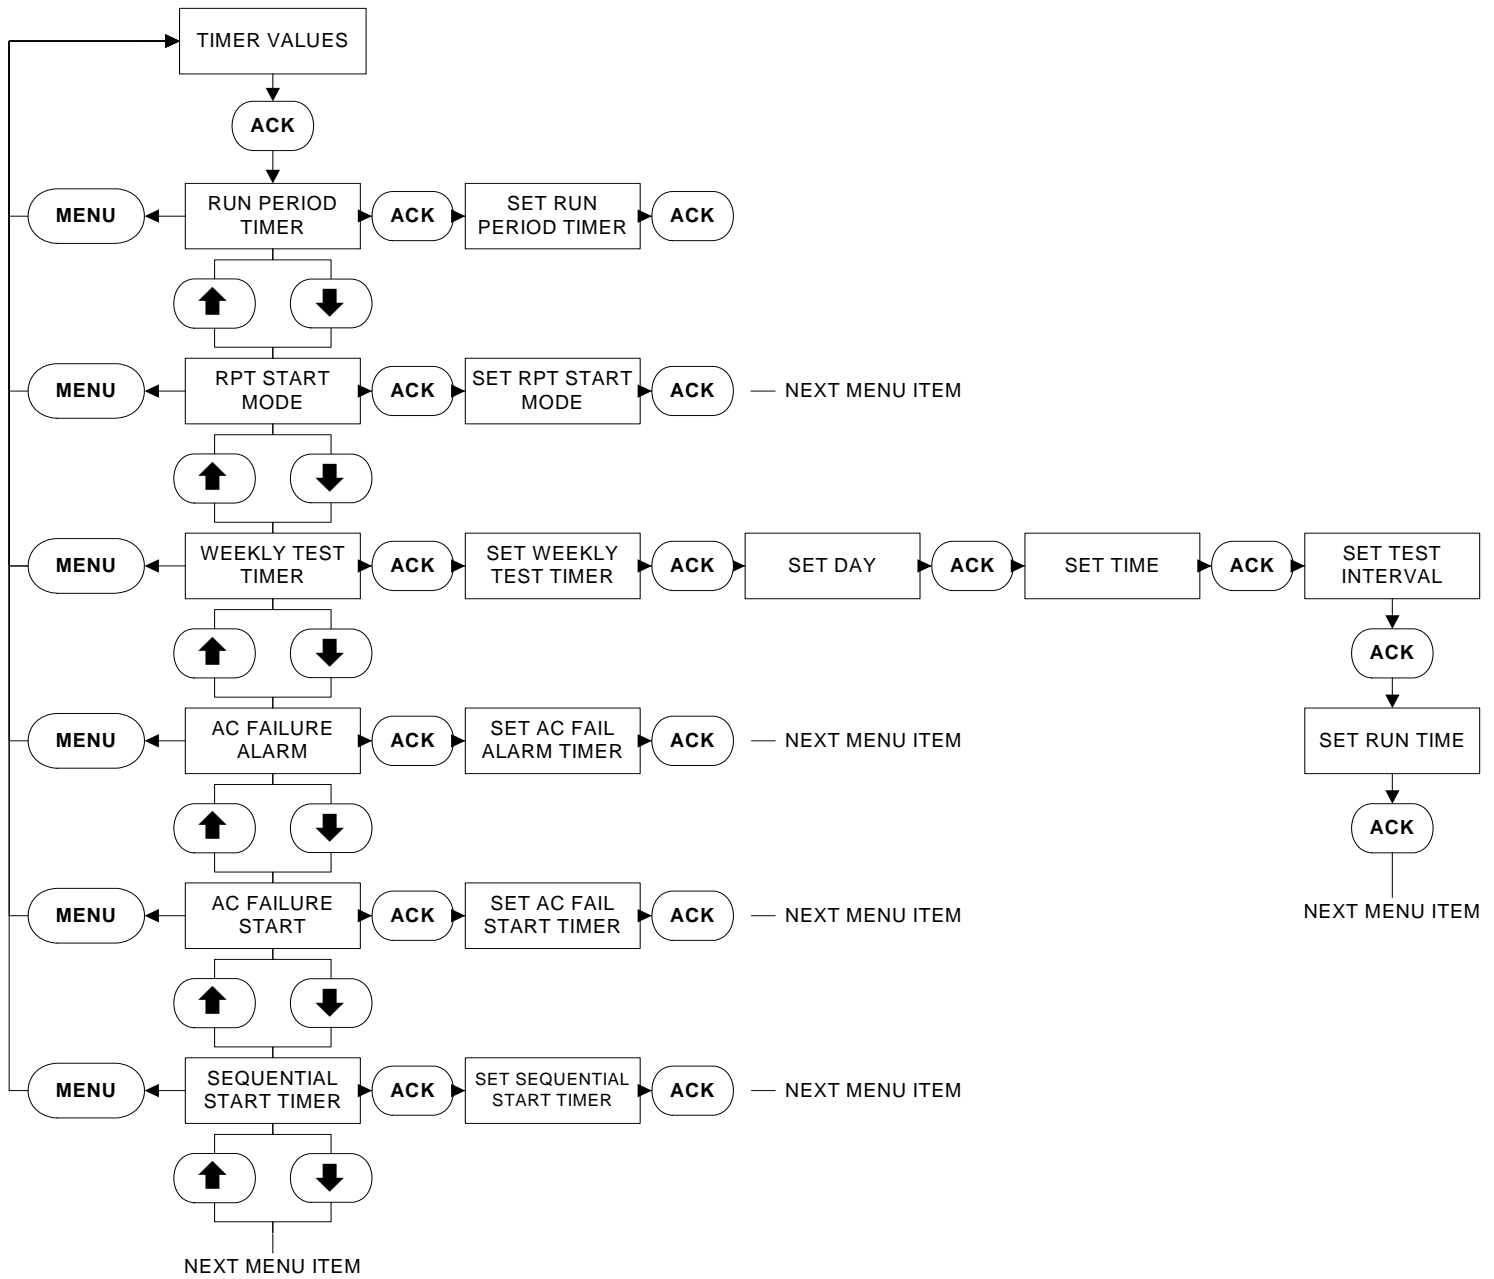 TIMER VALUES
ACK
MENU
RUN PERIOD
TIMER
ACK
SET RUN
PERIOD TIMER
ACK
MENU
RPT START
MODE
ACK
SET RPT START
MODE
ACK
NEXT MENU ITEM
MENU
WEEKLY TEST
TIMER
ACK
SET WEEKLY
TEST TIMER
ACK
SET DAY
ACK
SET TIME
ACK
SET TEST
INTERVAL
ACK
MENU
AC FAILURE
ALARM
ACK
SET AC FAIL
ALARM TIMER
ACK
NEXT MENU ITEM
SET RUN TIME
ACK
MENU
AC FAILURE
START
ACK
SET AC FAIL
START TIMER
ACK
NEXT MENU ITEM
NEXT MENU ITEM
MENU
SEQUENTIAL
START TIMER
ACK
SET SEQUENTIAL
START TIMER
ACK
NEXT MENU ITEM
NEXT MENU ITEM